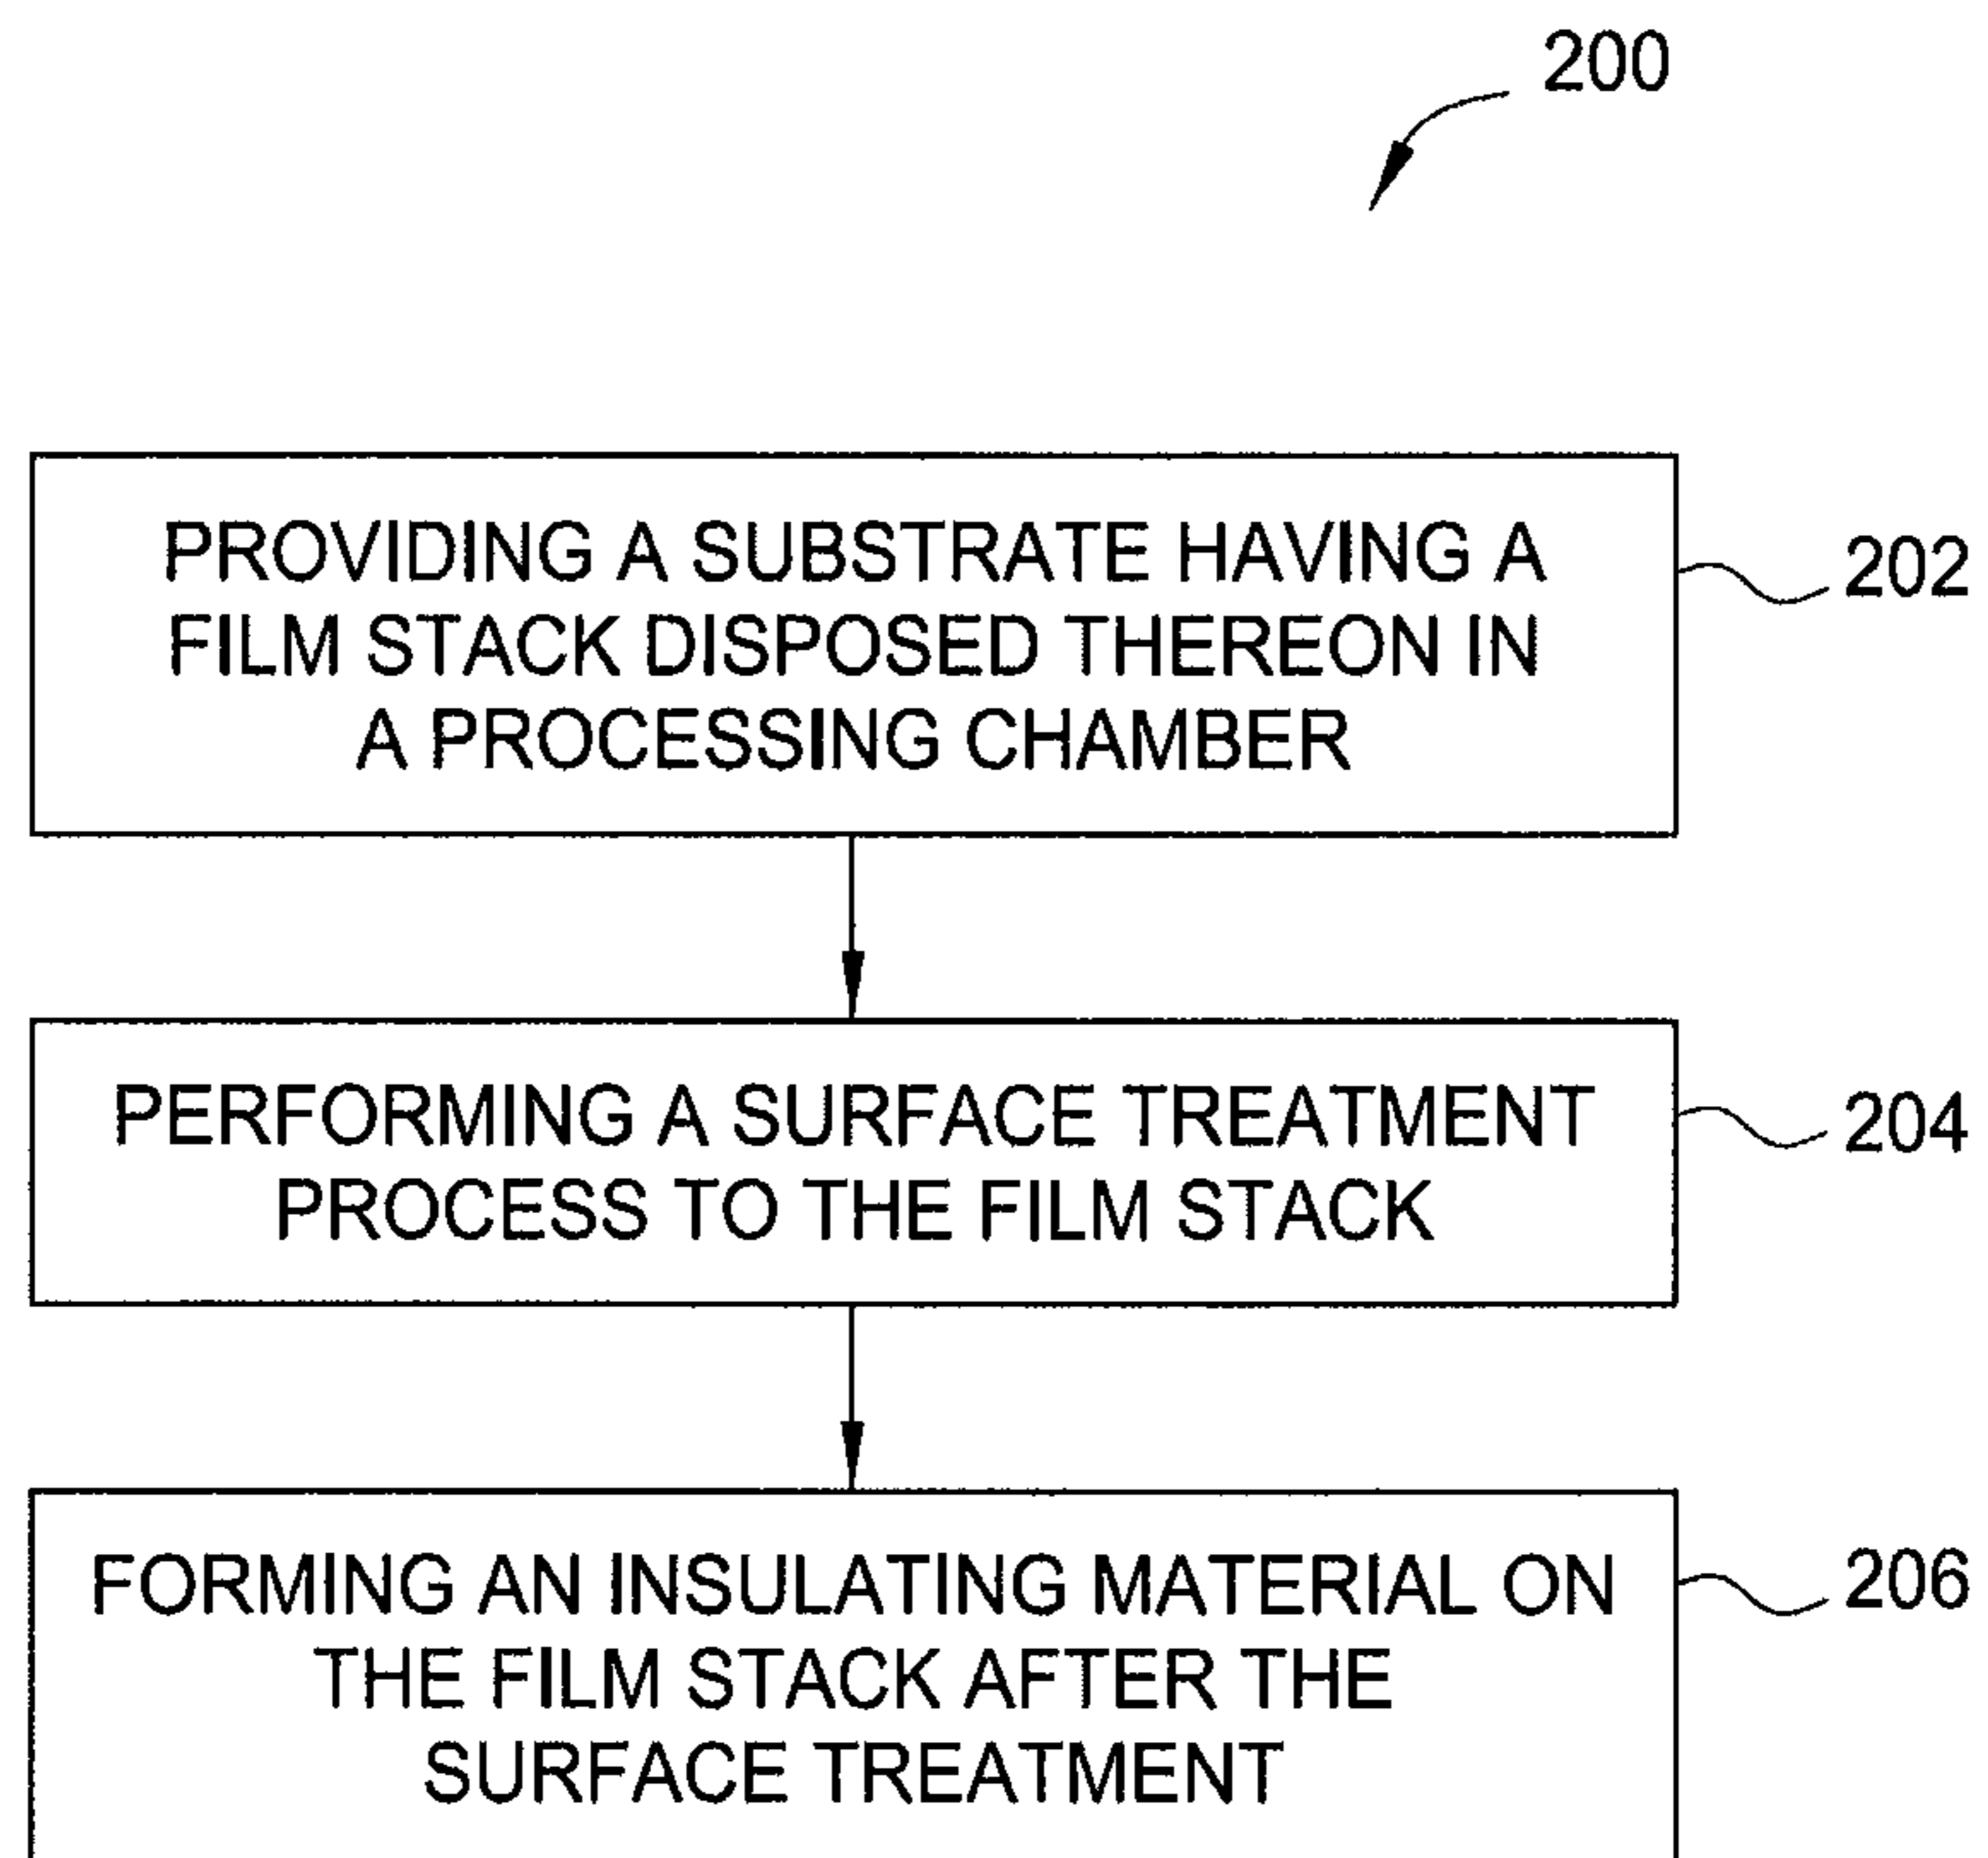 200
PROVIDING A SUBSTRATE HAVING A
FILM STACK DISPOSED THEREON IN
A PROCESSING CHAMBER
202
PERFORMING A SURFACE TREATMENT
PROCESS TO THE FILM STACK
204
FORMING AN INSULATING MATERIAL ON
THE FILM STACK AFTER THE
SURFACE TREATMENT
206